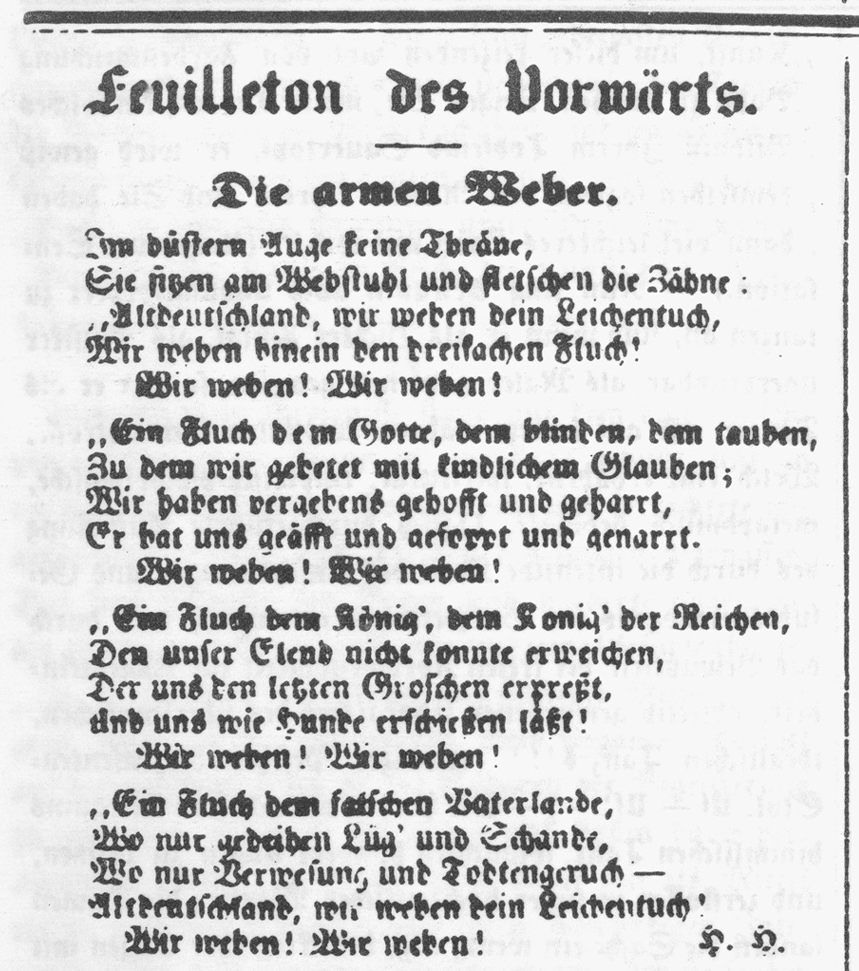 Feuilleton des Vorwärts.
Die armen Weber.
Im düstern Auge keine Thräne,
Sie sitzen am Webstuhl und fletschen die Zähne:
„Altdeutschland, wir weben dein Leichentuch,
Wir weben hinein den dreifachen Fluch!
Wir weben! Wir weben!
„Ein Fluch dem Gotte, dem blinden, dem tauben,
Zu dem wir gebetet mit kindlichem Glauben;
Wir haben vergebens gehofft und geharrt,
Er hat uns geäfft und gefoppt und genarrt.
Wir weben! Wir weben!
„Ein Fluch dem König, dem König' der Reichen,
Den unser Elend nicht konnte erweichen,
Der uns den letzten Groschen erpreßt,
Und uns wie Hunde erschießen läßt!
Wir weben! Wir weben!
„Ein Fluch dem falschen Vaterlande,
Wo nur gedeihen Lüg' und Schande,
Wo nur Verwesung und Todtengeruch —
Altdeutschland, wir weben dein Leichentuch!
Wir weben! Wir weben! H. H.